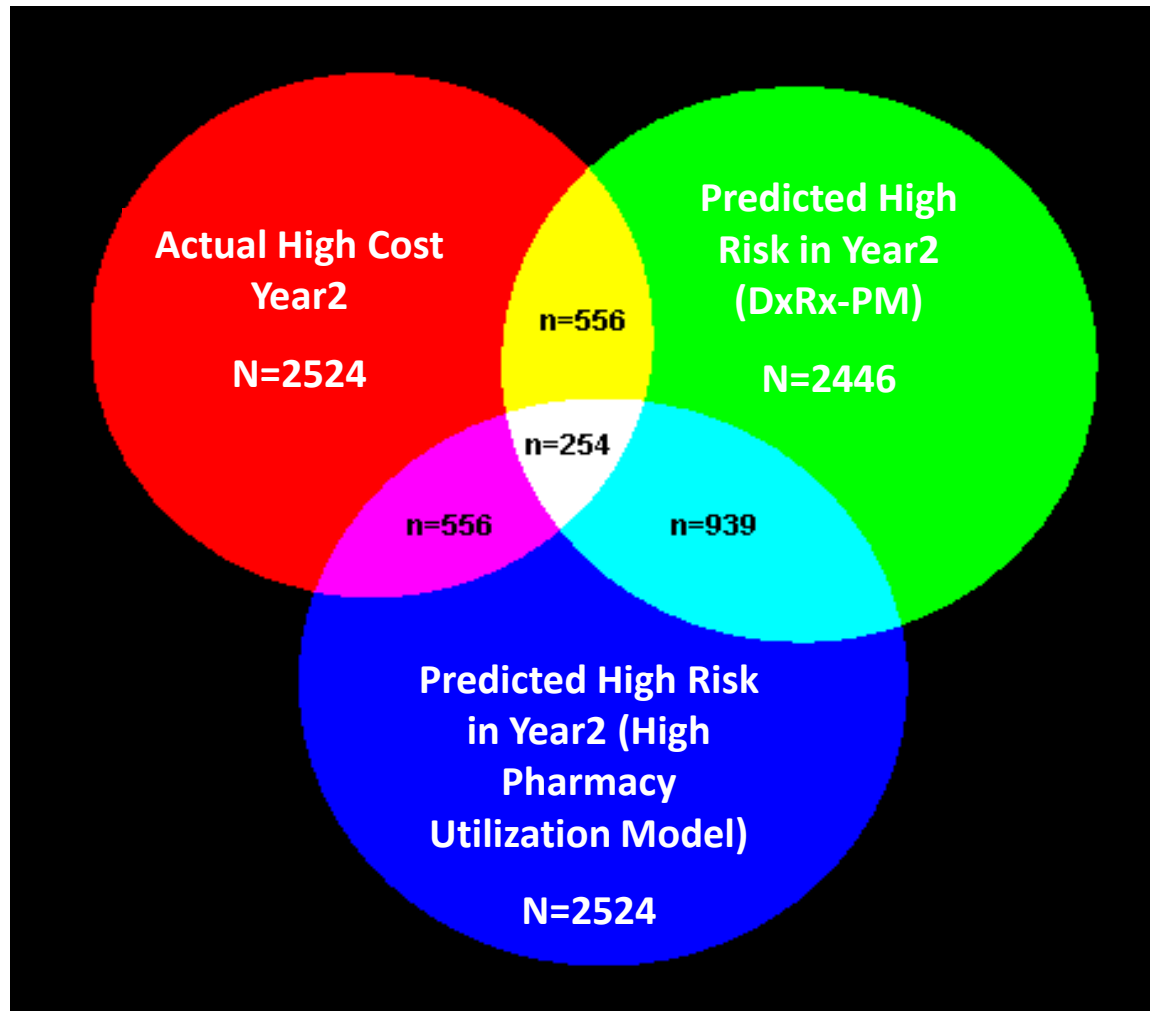 Actual High Cost
Year2
N=2524
Predicted High
Risk in Year2
(DxRx-PM)
N=2446
n=556
n=254
n=556
n=939
Predicted High Risk
in Year2 (High
Pharmacy
Utilization Model)
N=2524